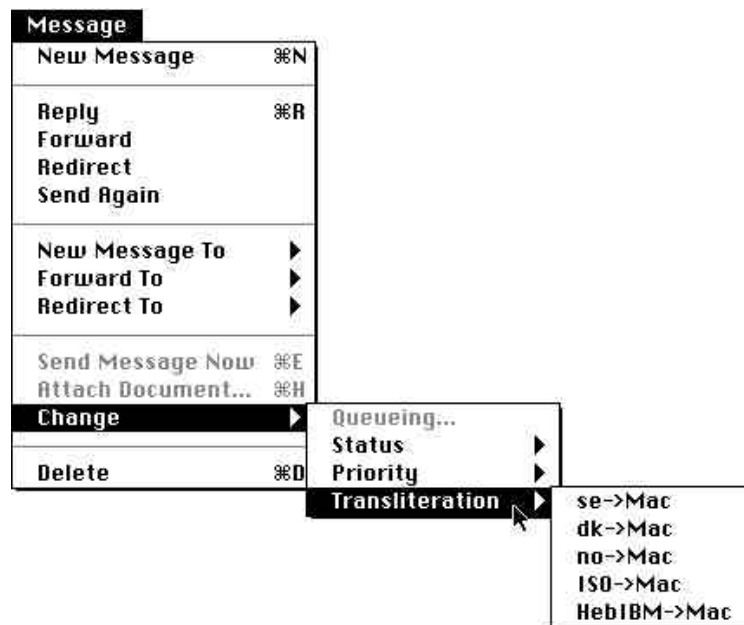 Message
New Message ⌘N
Reply ⌘R
Forward
Redirect
Send Again
New Message To
Forward To
Redirect To
Send Message Now ⌘E
Attach Document... ⌘H
Change
Delete ⌘D
Queueing...
Status
Priority
Transliteration
se->Mac
dk->Mac
no->Mac
ISO->Mac
HebIBM->Mac